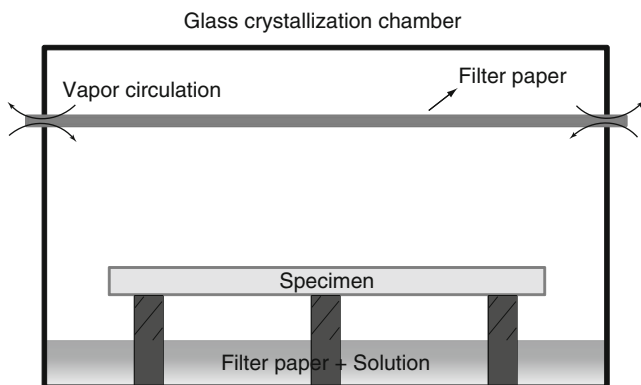 Glass crystallization chamber
Vapor circulation
Filter paper
Specimen
Filter paper + Solution